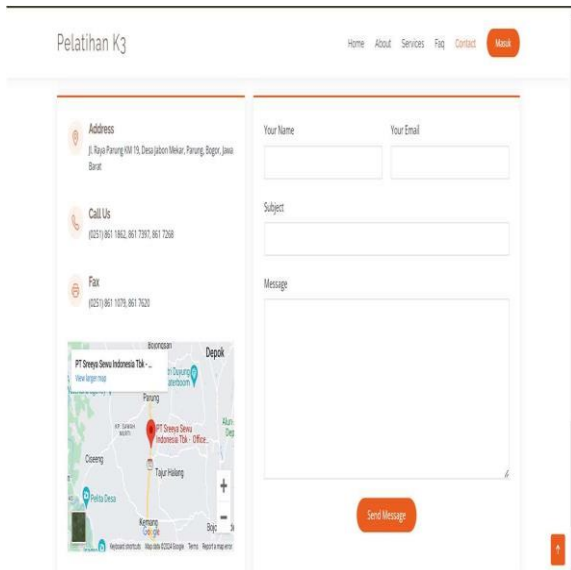 Pelatihan K3
Home About Services Faq Contact Masuk
Address
Jl. Raya Parung KM 19, Desa Jabon Mekar, Parung, Bogor, Jawa
Barat
Call Us
(0251) 861 1862, 861 7397, 861 7268
Fax
(0251) 861 1079, 861 7620
Your Name
Your Email
Subject
Message
Send Message
PT Sreeya Sewu Indonesia Tbk - ...
View larger map
Bojongsari
Depok
Parung
PT Sreeya Sewu
Indonesia Tbk - Office...
Ciseeng
Tajur Halang
Pelita Desa
Kemang
Google
Keyboard shortcuts Map data ©2024 Google Terms Report a map error